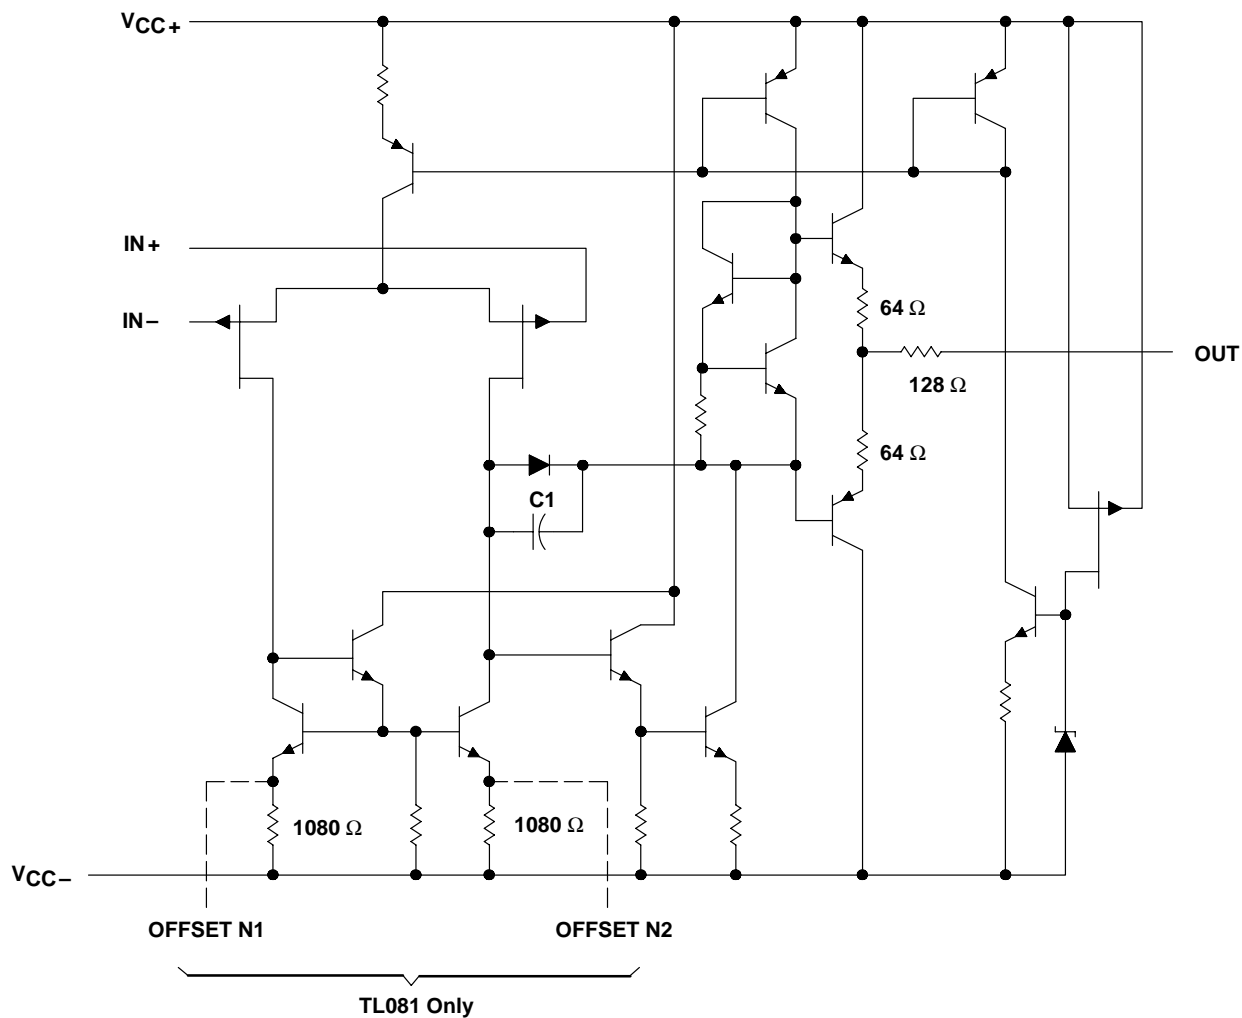 VCC+
IN+
IN−
64 Ω
OUT
128 Ω
64 Ω
C1
1080 Ω
1080 Ω
VCC−
OFFSET N1
OFFSET N2
TL081 Only